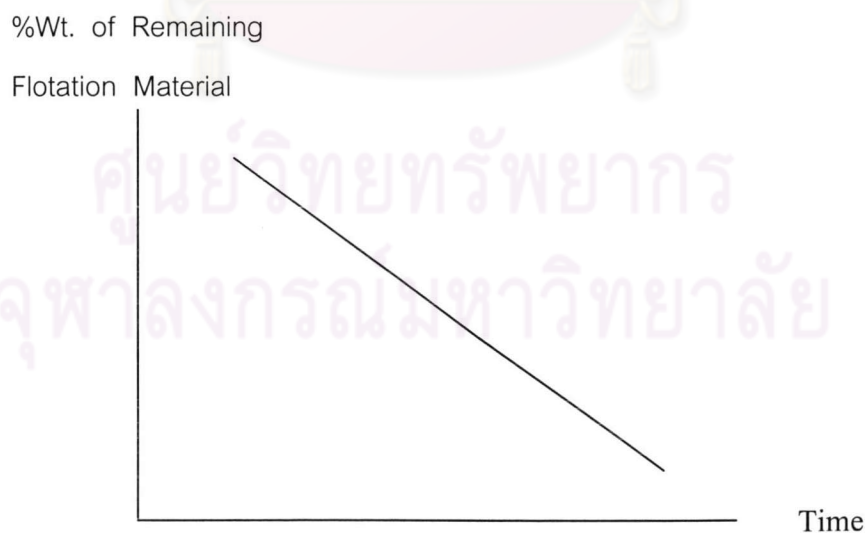 %Wt. of Remaining
Flotation Material
ศูนย์วิทยทรัพยากร
จุฬาลงกรณ์มหาวิทยาลัย
Time